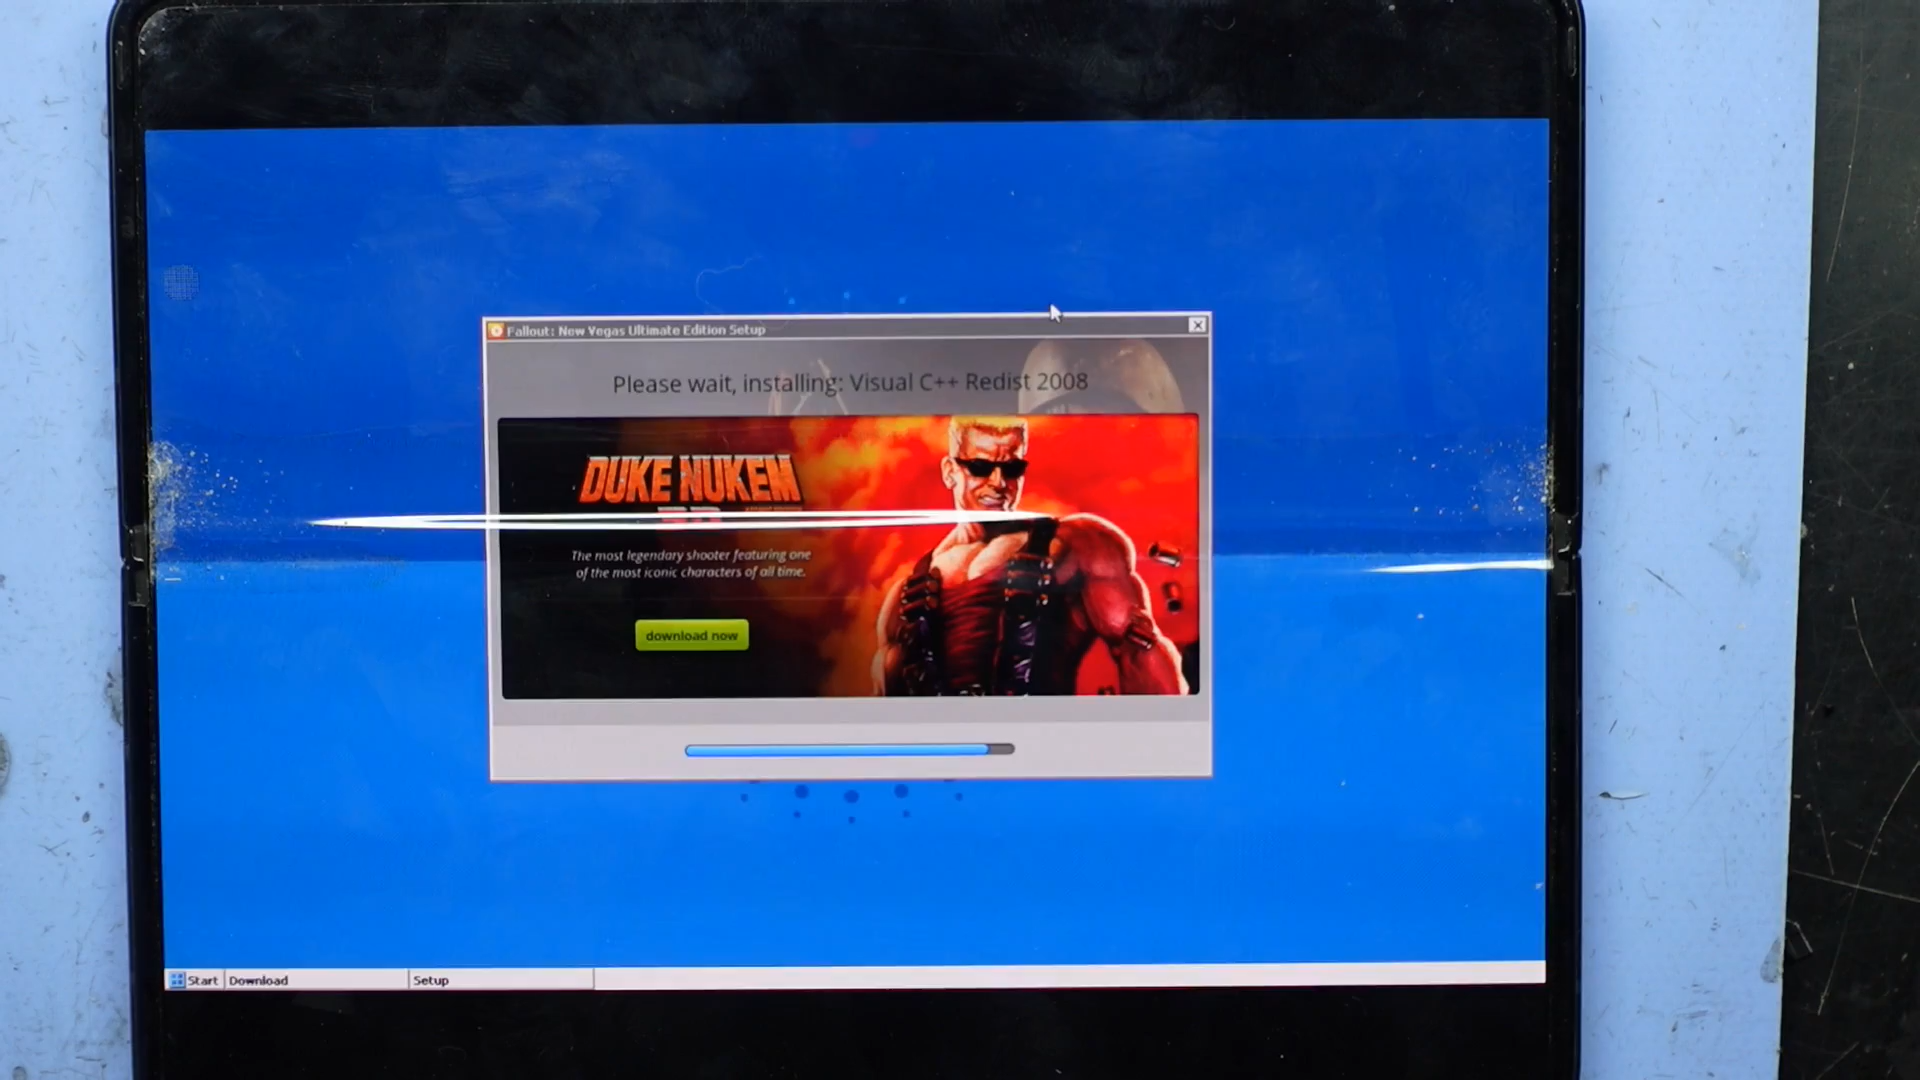 Fallout: New Vegas Ultimate Edition Setup
Please wait, installing: Visual C++ Redist 2008
DUKE NUKEM
The most legendary shooter featuring one
of the most iconic characters of all time.
download now
Start
Download
Setup